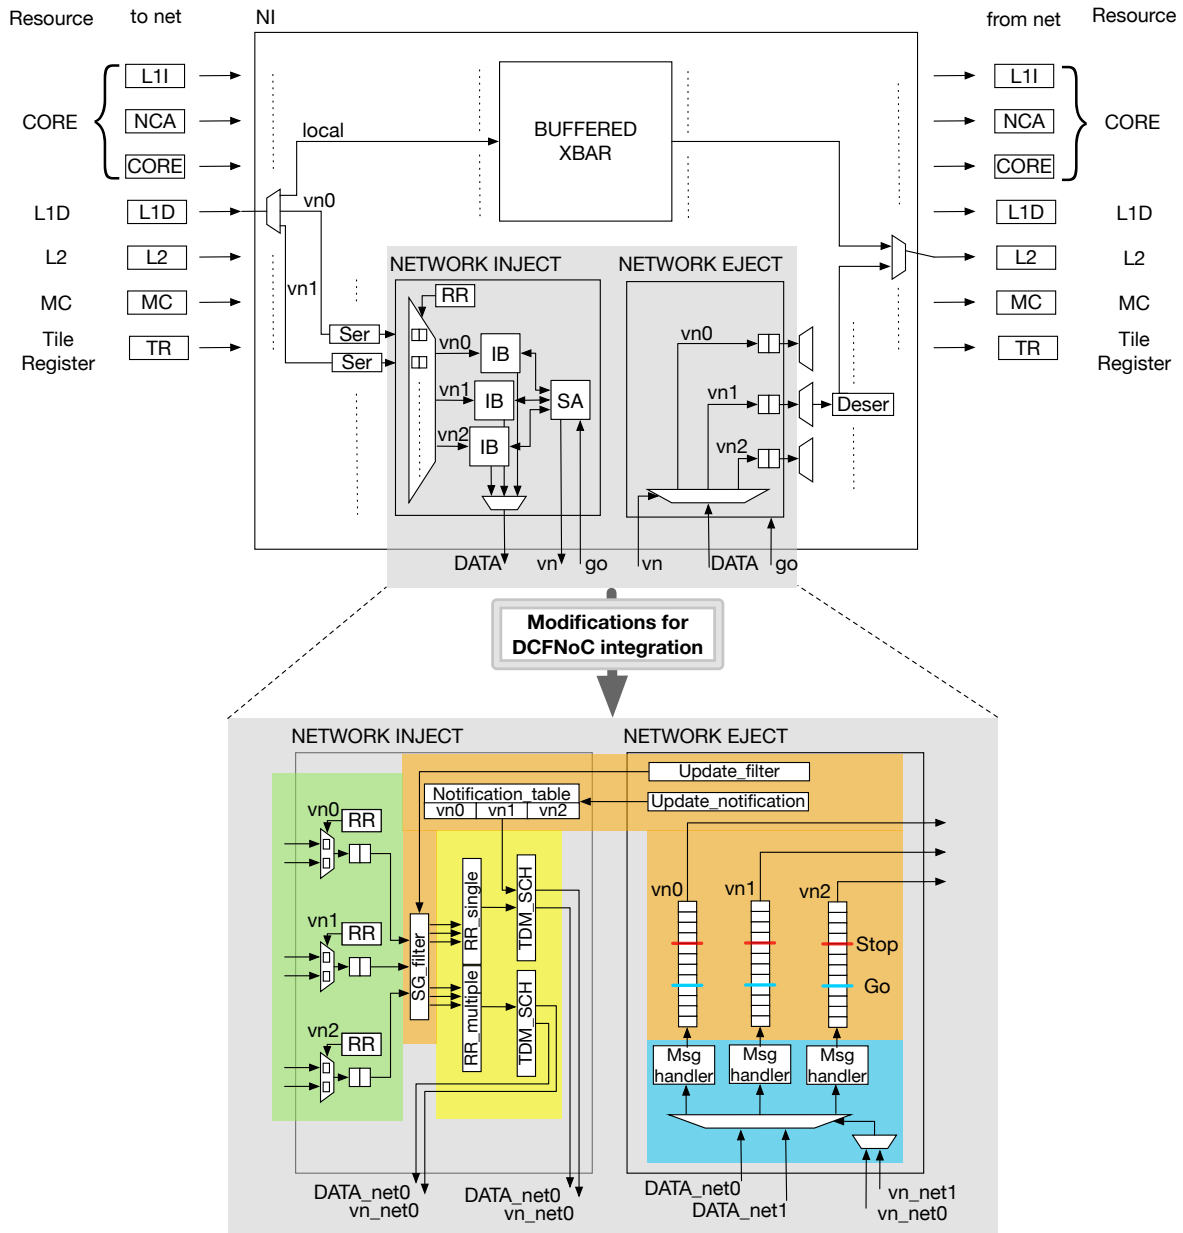 Resource
to net
NI
from net
Resource
L1I
NCA
CORE
CORE
L1D
L1D
L2
L2
MC
MC
Tile
Register
TR
local
vn0
vn1
BUFFERED
XBAR
L1I
NCA
CORE
CORE
L1D
L1D
L2
L2
MC
MC
TR
Tile
Register
NETWORK INJECT
RR
Ser
Ser
vn0
IB
vn1
IB
SA
vn2
IB
DATA
vn
go
NETWORK EJECT
vn0
vn1
vn2
Deser
vn
DATA
go
Modifications for
DCFNoC integration
NETWORK INJECT
NETWORK EJECT
Update_filter
Notification_table
vn0
vn1
vn2
Update_notification
vn0
RR
vn1
RR
vn2
RR
SG_filter
RR_single
RR_multiple
TDM_SCH
TDM_SCH
vn0
vn1
vn2
Stop
Go
Msg
handler
Msg
handler
Msg
handler
DATA_net0
vn_net0
DATA_net0
vn_net0
DATA_net0
DATA_net1
vn_net1
vn_net0